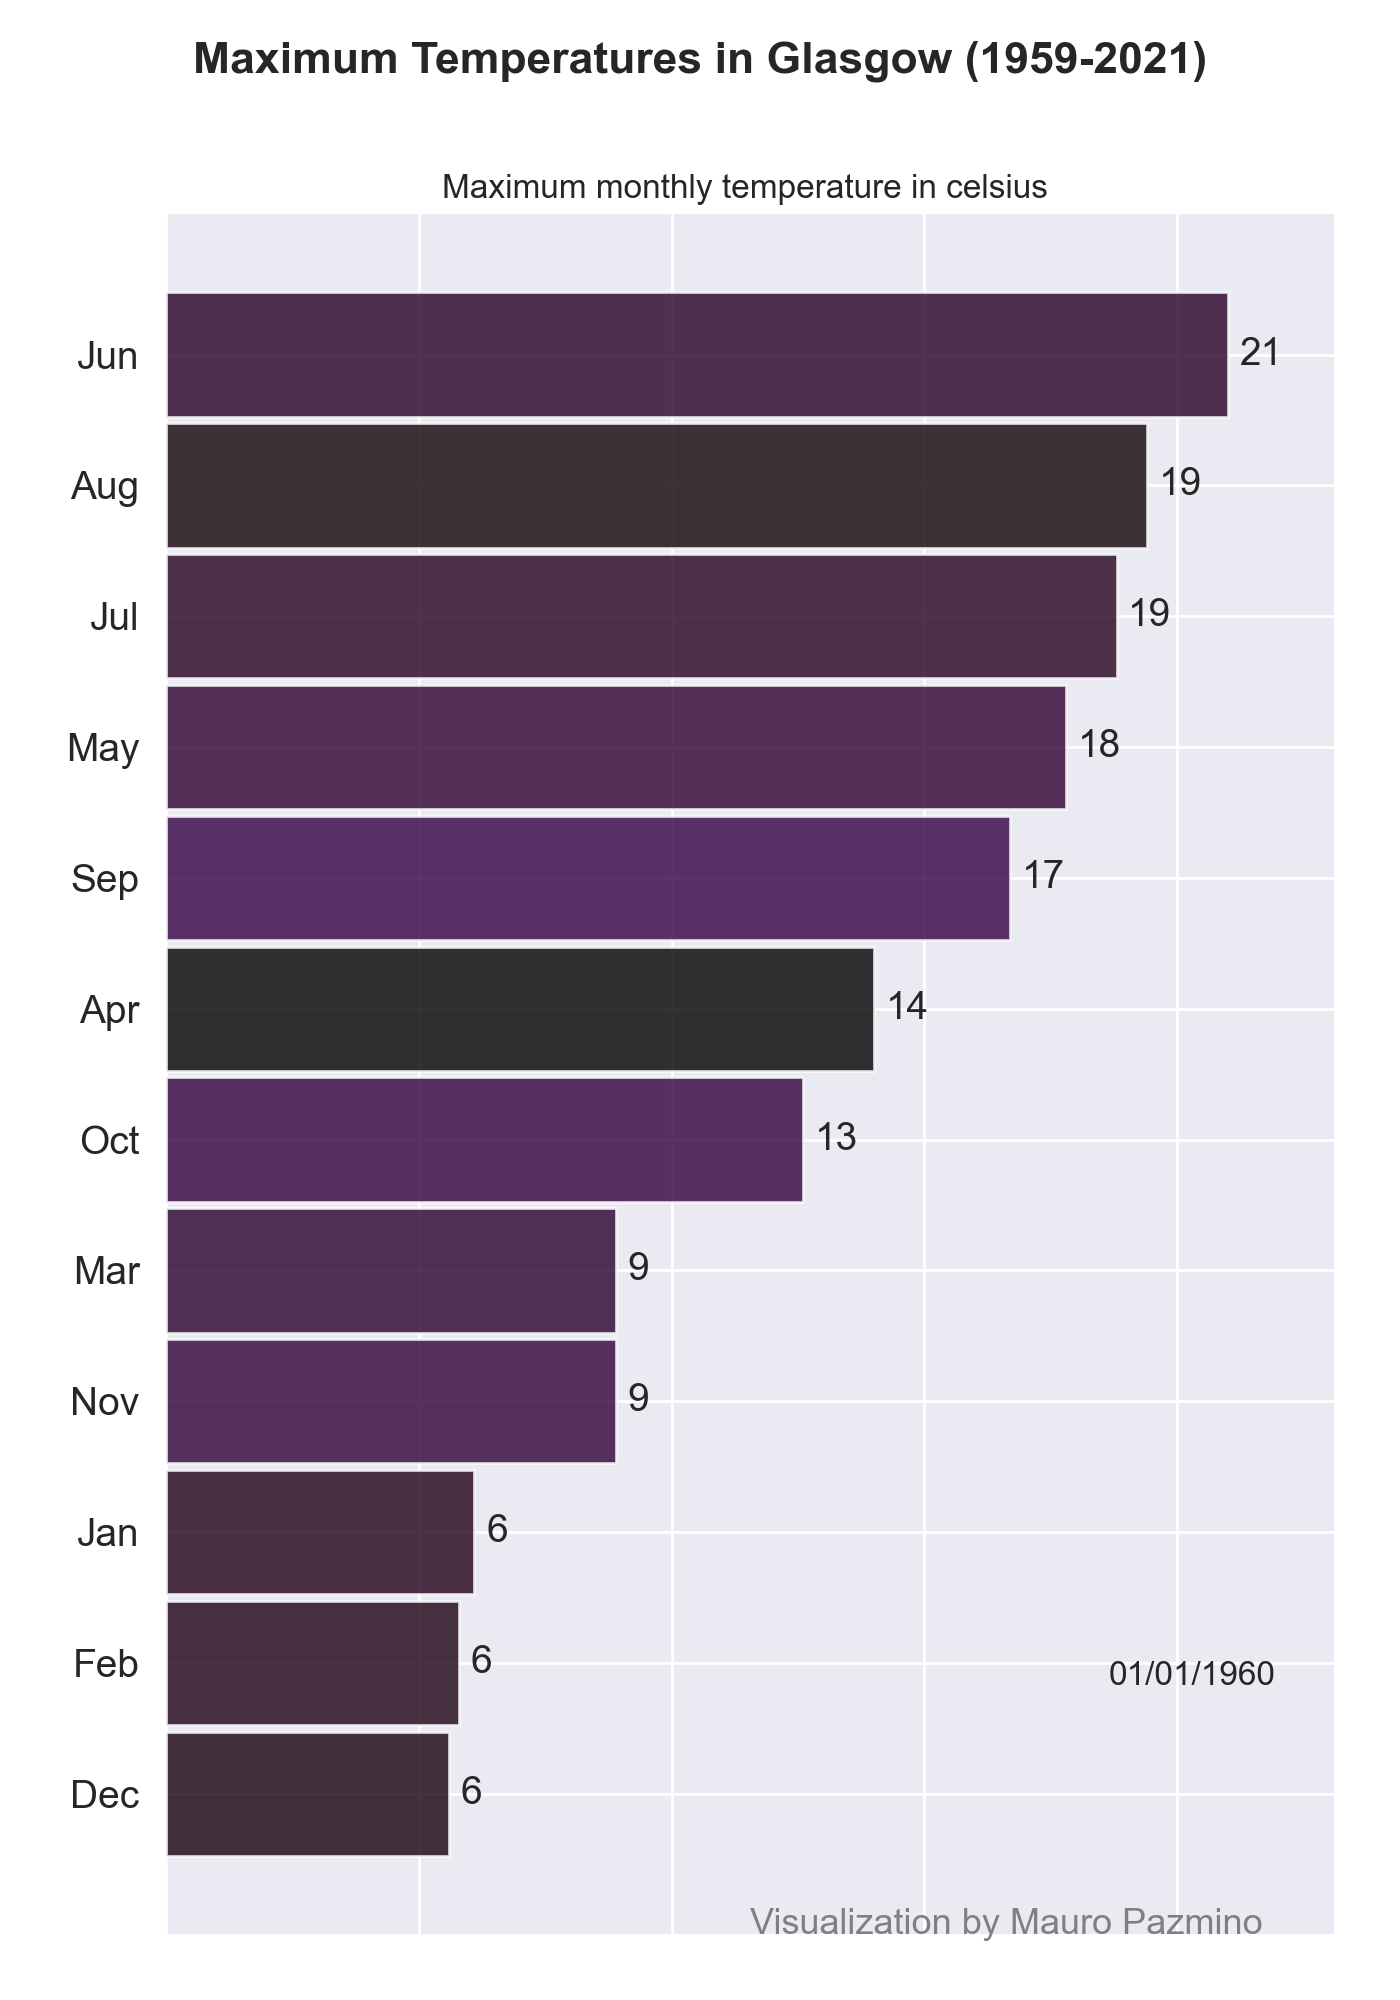 Maximum Temperatures in Glasgow (1959-2021)
Maximum monthly temperature in celsius
Jun 21
Aug 19
Jul 19
May 18
Sep 17
Apr 14
Oct 13
Mar 9
Nov 9
Jan 6
Feb 6
01/01/1960
Dec 6
Visualization by Mauro Pazmino